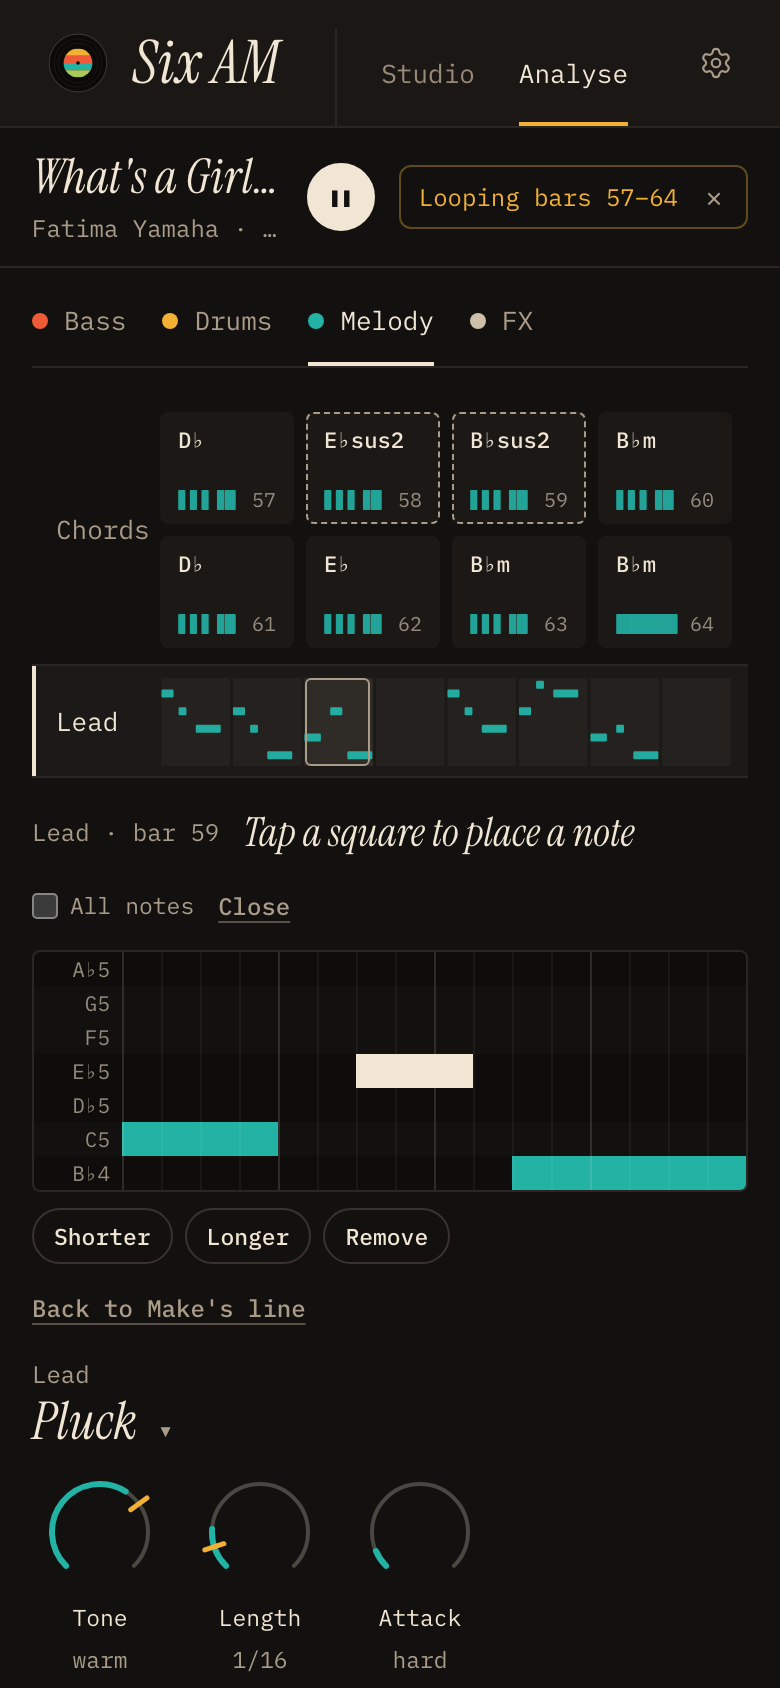 Six AM
Studio Analyse
What's a Girl…
Fatima Yamaha · …
Looping bars 57–64 ×
Bass Drums Melody FX
Chords
D♭ E♭sus2 B♭sus2 B♭m
57 58 59 60
D♭ E♭ B♭m B♭m
61 62 63 64
Lead
Lead · bar 59 Tap a square to place a note
All notes Close
A♭5
G5
F5
E♭5
D♭5
C5
B♭4
Shorter Longer Remove
Back to Make's line
Lead
Pluck ▾
Tone Length Attack
warm 1/16 hard